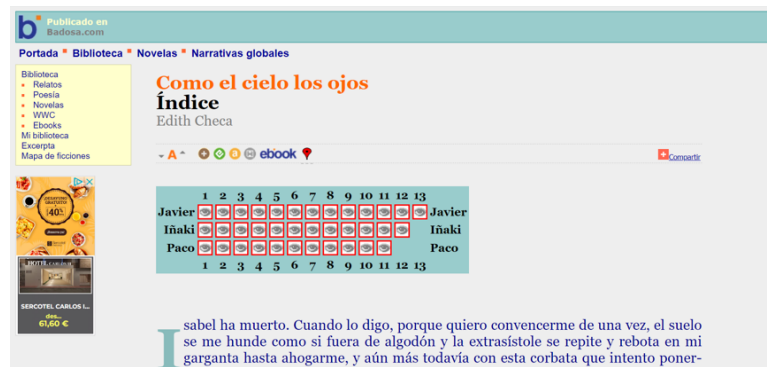 b Publicado en
Badosa.com
Portada Biblioteca Novelas Narrativas globales
Biblioteca
Relatos
Poesía
Novelas
WWC
Ebooks
Mi biblioteca
Excerpta
Mapa de ficciones
Como el cielo los ojos
Índice
Edith Checa
A ebook
Compartir
1 2 3 4 5 6 7 8 9 10 11 12 13
Javier Javier
Iñaki Iñaki
Paco Paco
1 2 3 4 5 6 7 8 9 10 11 12 13
40%
SERCOTEL CARLOS I...
des...
61,60 €
Isabel ha muerto. Cuando lo digo, porque quiero convencerme de una vez, el suelo
se me hunde como si fuera de algodón y la extrasístole se repite y rebota en mi
garganta hasta ahogarme, y aún más todavía con esta corbata que intento poner-